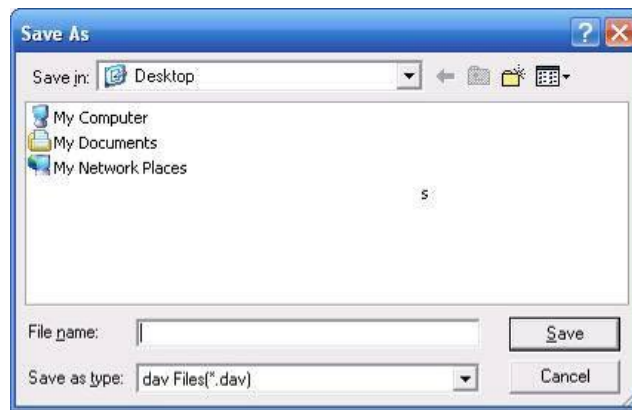 Save As
Save in: Desktop
My Computer
My Documents
My Network Places
s
File name:
Save
Save as type: dav Files(*.dav)
Cancel